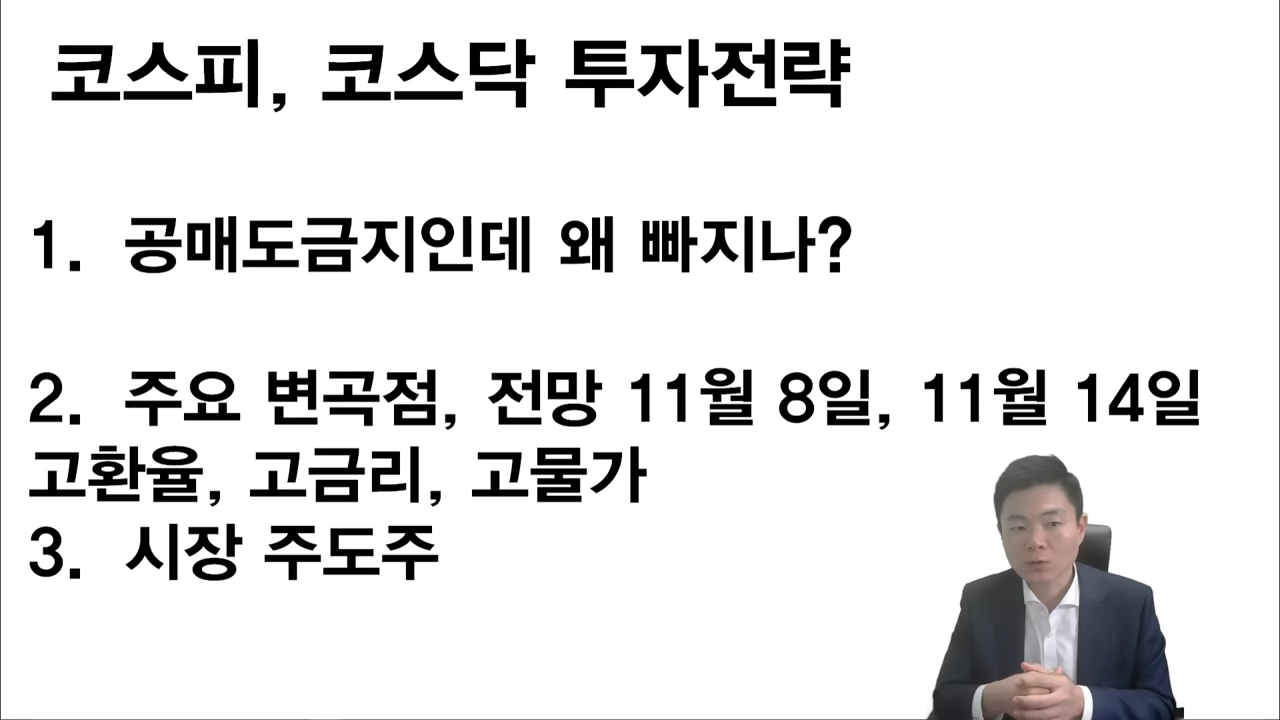 코스피, 코스닥 투자전략
1. 공매도금지인데 왜 빠지나?
2. 주요 변곡점, 전망 11월 8일, 11월 14일
고환율, 고금리, 고물가
3. 시장 주도주